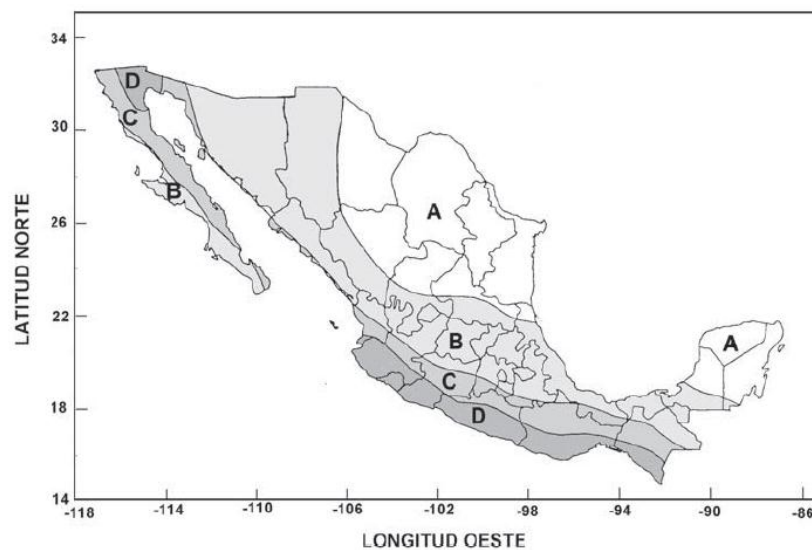 34
30
26
22
18
14
LATITUD NORTE
D
C
B
A
B
A
C
D
-118 -114 -110 -106 -102 -98 -94 -90 -86
LONGITUD OESTE